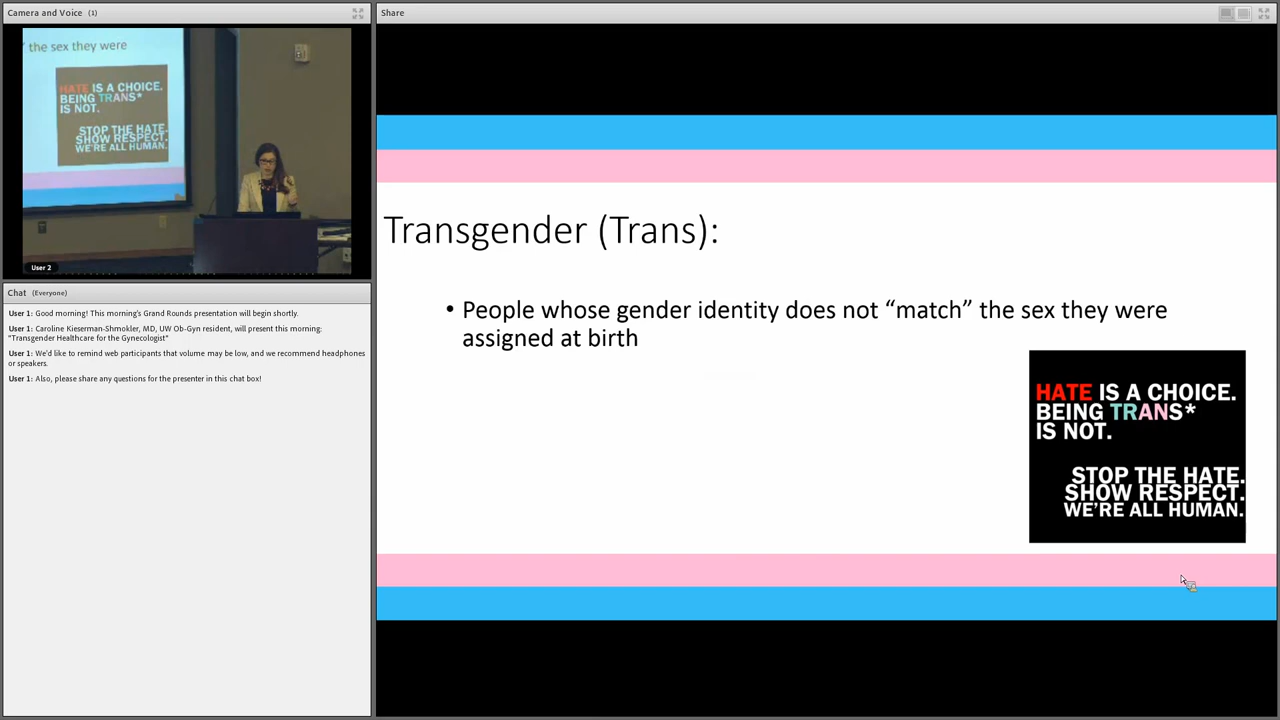 Camera and Voice (1)
the sex they were
HATE IS A CHOICE.
BEING TRANS*
IS NOT.
STOP THE HATE.
SHOW RESPECT.
WE'RE ALL HUMAN.
User 2
Chat (Everyone)
User 1: Good morning! This morning's Grand Rounds presentation will begin shortly.
User 1: Caroline Kieserman-Shmokler, MD, UW Ob-Gyn resident, will present this morning:
"Transgender Healthcare for the Gynecologist"
User 1: We'd like to remind web participants that volume may be low, and we recommend headphones
or speakers.
User 1: Also, please share any questions for the presenter in this chat box!
Share
Transgender (Trans):
• People whose gender identity does not “match” the sex they were
assigned at birth
HATE IS A CHOICE.
BEING TRANS*
IS NOT.
STOP THE HATE.
SHOW RESPECT.
WE'RE ALL HUMAN.